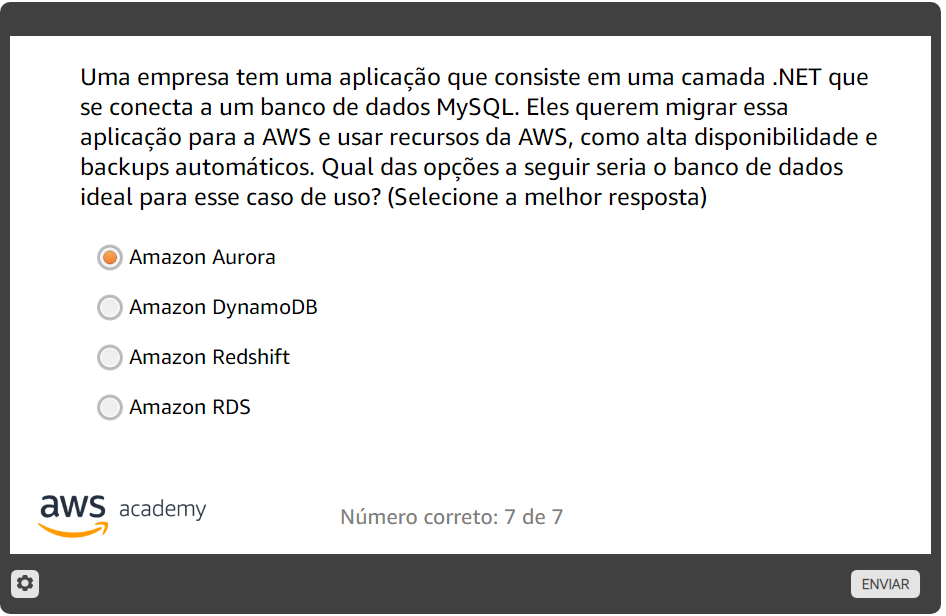 Uma empresa tem uma aplicação que consiste em uma camada .NET que
se conecta a um banco de dados MySQL. Eles querem migrar essa
aplicação para a AWS e usar recursos da AWS, como alta disponibilidade e
backups automáticos. Qual das opções a seguir seria o banco de dados
ideal para esse caso de uso? (Selecione a melhor resposta)
Amazon Aurora
Amazon DynamoDB
Amazon Redshift
Amazon RDS
aws academy
Número correto: 7 de 7
ENVIAR